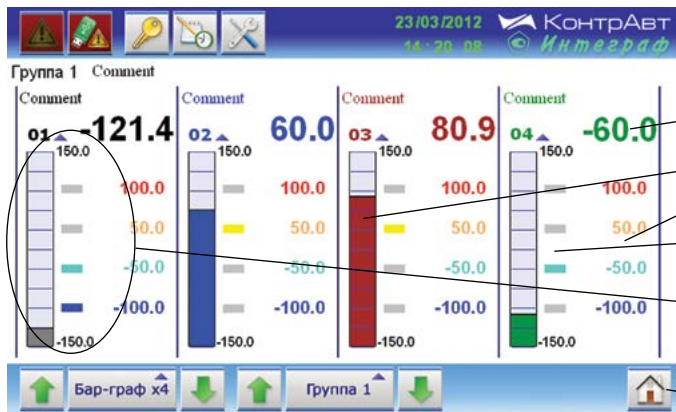 23/03/2012 КонтрАвт
14:20 08 Интеграф
Группа 1 Comment
Comment Comment Comment Comment
01 -121.4 02 60.0 03 80.9 04 -60.0
150.0 150.0 150.0 150.0
100.0 100.0 100.0 100.0
50.0 50.0 50.0 50.0
-50.0 -50.0 -50.0 -50.0
-100.0 -100.0 -100.0 -100.0
-150.0 -150.0 -150.0 -150.0
Бар-граф x4 Группа 1